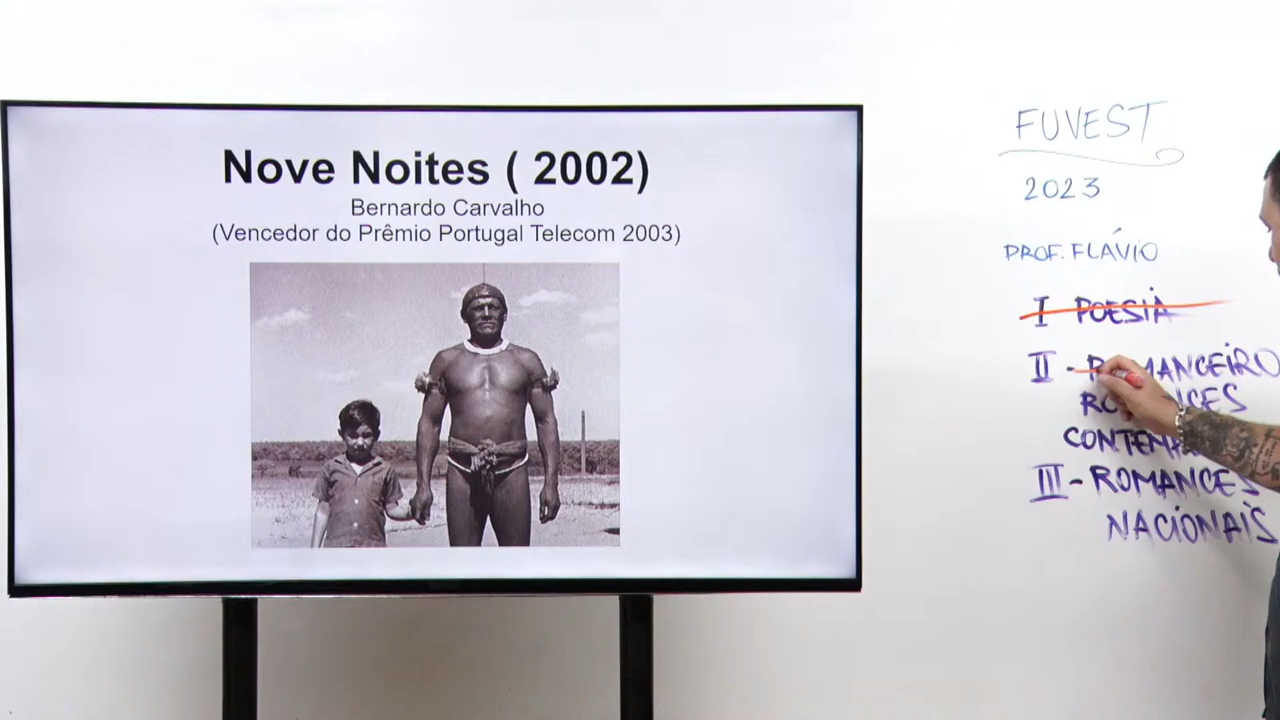 Nove Noites ( 2002)
Bernardo Carvalho
(Vencedor do Prêmio Portugal Telecom 2003)
FUVEST
2023
PROF. FLÁVIO
I POESIA
II - ROMANCEIRO
ROMANCES
III - ROMANCES
NACIONAIS